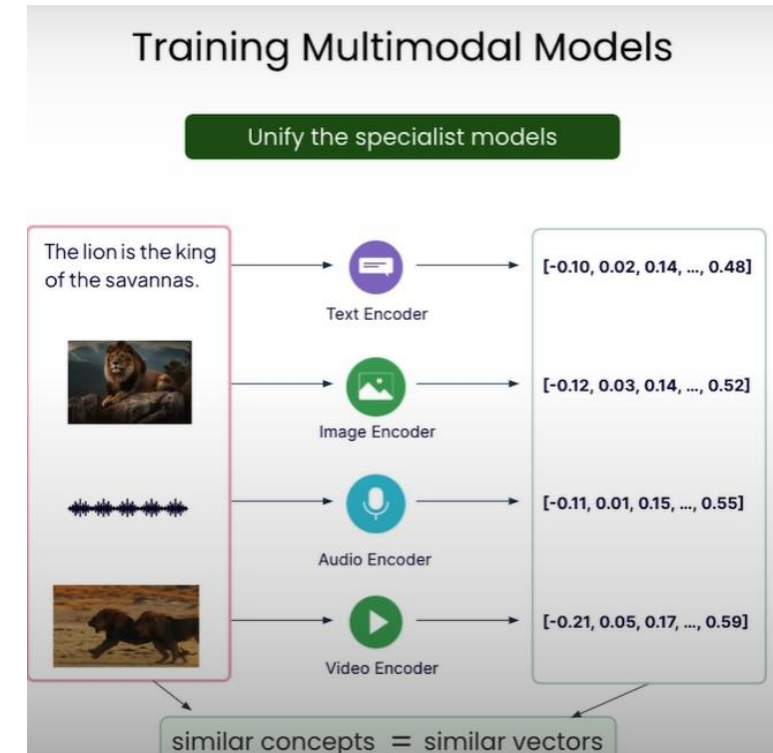 Training Multimodal Models
Unify the specialist models
The lion is the king
of the savannas.
[-0.10, 0.02, 0.14, ..., 0.48]
Text Encoder
[-0.12, 0.03, 0.14, ..., 0.52]
Image Encoder
[-0.11, 0.01, 0.15, ..., 0.55]
Audio Encoder
[-0.21, 0.05, 0.17, ..., 0.59]
Video Encoder
similar concepts = similar vectors